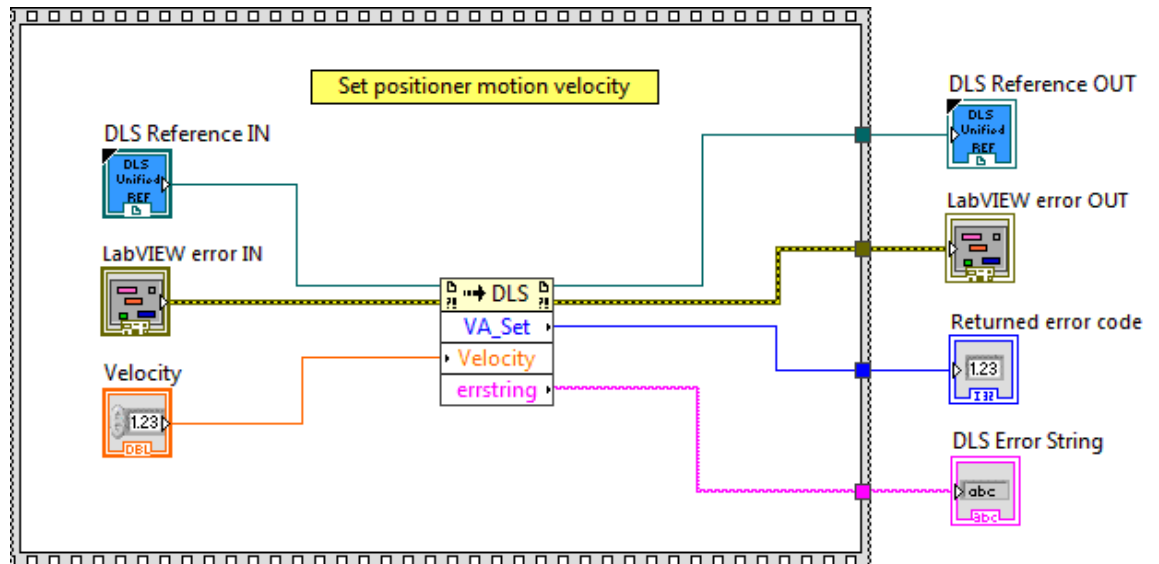 Set positioner motion velocity
DLS Reference IN
DLS
Unified
REF
LabVIEW error IN
Velocity
1.23
DBL
DLS
VA_Set
Velocity
errstring
DLS Reference OUT
DLS
Unified
REF
LabVIEW error OUT
Returned error code
1.23
I32
DLS Error String
abc
abc